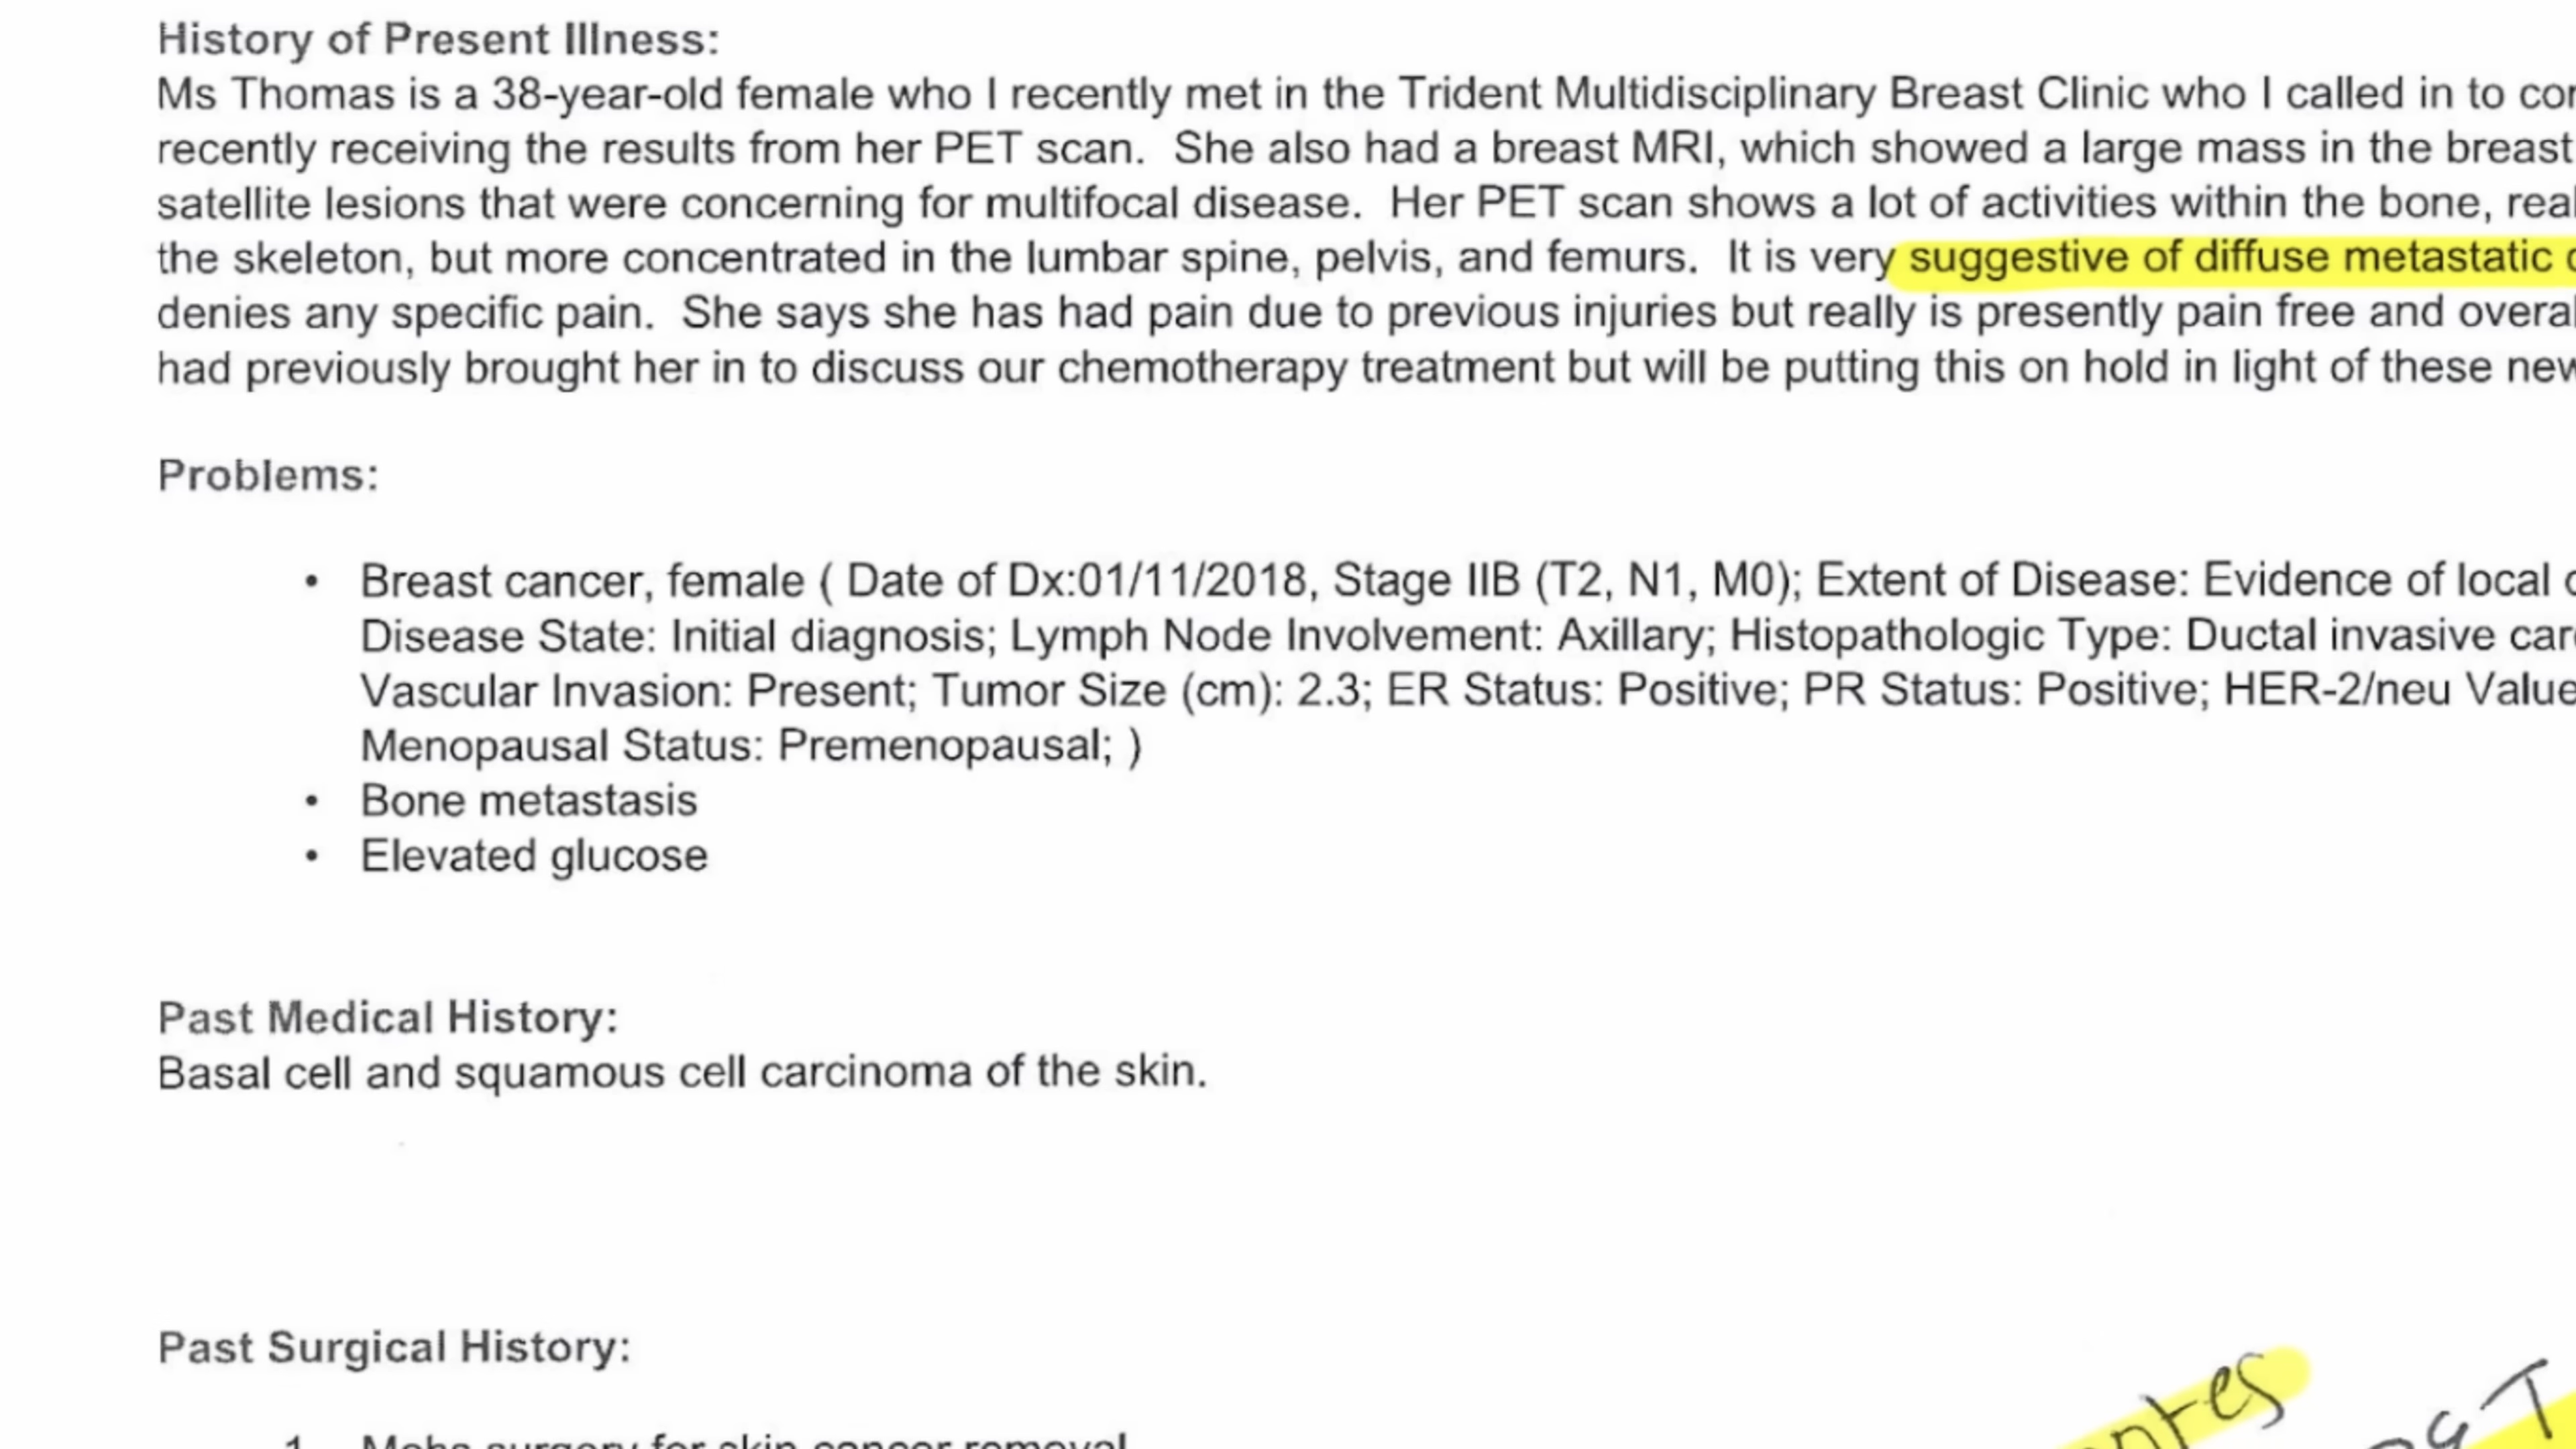 History of Present Illness:
Ms Thomas is a 38-year-old female who I recently met in the Trident Multidisciplinary Breast Clinic who I called in to
recently receiving the results from her PET scan. She also had a breast MRI, which showed a large mass in the breast
satellite lesions that were concerning for multifocal disease. Her PET scan shows a lot of activities within the bone,
the skeleton, but more concentrated in the lumbar spine, pelvis, and femurs. It is very suggestive of diffuse metastatic
denies any specific pain. She says she has had pain due to previous injuries but really is presently pain free and
had previously brought her in to discuss our chemotherapy treatment but will be putting this on hold in light of these
Problems:
• Breast cancer, female ( Date of Dx:01/11/2018, Stage IIB (T2, N1, M0); Extent of Disease: Evidence of local
Disease State: Initial diagnosis; Lymph Node Involvement: Axillary; Histopathologic Type: Ductal invasive
Vascular Invasion: Present; Tumor Size (cm): 2.3; ER Status: Positive; PR Status: Positive; HER-2/neu Value
Menopausal Status: Premenopausal; )
• Bone metastasis
• Elevated glucose
Past Medical History:
Basal cell and squamous cell carcinoma of the skin.
Past Surgical History:
1. Mohs surgery for skin cancer removal